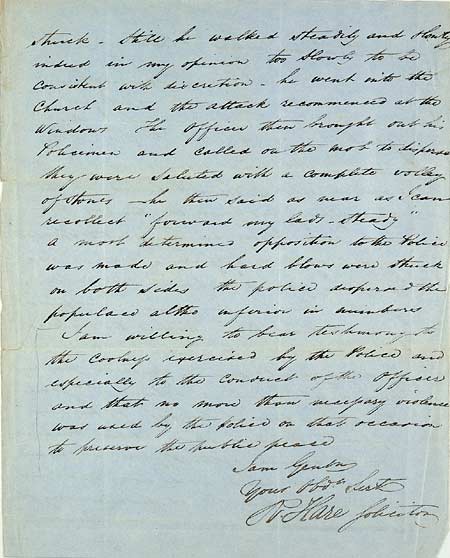 struck - Still he walked steadily and slowly
indeed in my opinion too slowly to be
consistent with discretion - he went into the
Church and the attack recommenced at the
Windows The Officer then brought out his
Policemen and called on the mob to disperse
they were saluted with a complete volley
of stones - he then said as near as I can
recollect "forward my lads - steady"
A most determined opposition to the Police
was made and hard blows were struck
on both sides the police dispersed the
populace altho inferior in numbers
I am willing to bear testimony to
the coolness exercised by the Police and
especially to the conduct of the Officer
and that no more than necessary violence
was used by the police on that occasion
to preserve the public peace
I am Gentn
Your Obdt Servt
R Hare Solicitor